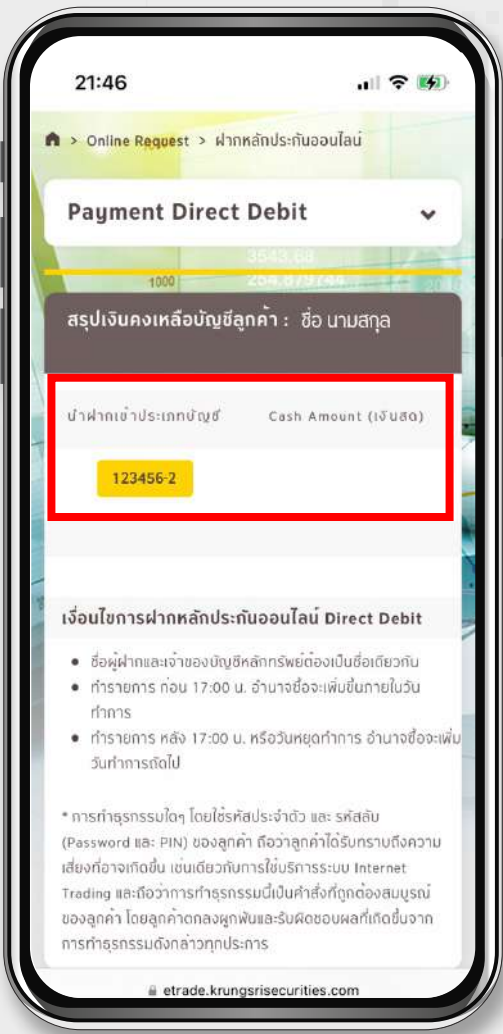 21:46
> Online Request > ฝากหลักประกันออนไลน์
Payment Direct Debit
3543,68
1000 254,879744
สรุปเงินคงเหลือบัญชีลูกค้า : ชื่อ นามสกุล
นำฝากเข้าประเภทบัญชี Cash Amount (เงินสด)
123456-2
เงื่อนไขการฝากหลักประกันออนไลน์ Direct Debit
• ชื่อผู้ฝากและเจ้าของบัญชีหลักทรัพย์ต้องเป็นชื่อเดียวกัน
• ทำรายการ ก่อน 17:00 น. อำนาจซื้อจะเพิ่มขึ้นภายในวัน
ทำการ
• ทำรายการ หลัง 17:00 น. หรือวันหยุดทำการ อำนาจซื้อจะเพิ่ม
วันทำการถัดไป
* การทำธุรกรรมใดๆ โดยใช้รหัสประจำตัว และ รหัสลับ
(Password และ PIN) ของลูกค้า ถือว่าลูกค้าได้รับทราบถึงความ
เสี่ยงที่อาจเกิดขึ้น เช่นเดียวกับการใช้บริการระบบ Internet
Trading และถือว่าการทำธุรกรรมนี้เป็นคำสั่งที่ถูกต้องสมบูรณ์
ของลูกค้า โดยลูกค้าตกลงผูกพันและรับผิดชอบผลที่เกิดขึ้นจาก
การทำธุรกรรมดังกล่าวทุกประการ
etrade.krungsrisecurities.com